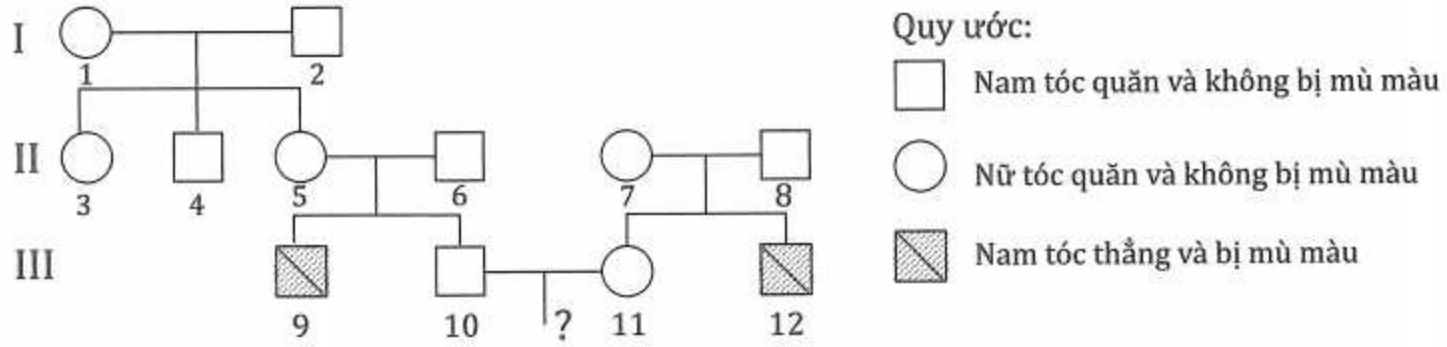 I
1
2
Quy ước:
Nam tóc quăn và không bị mù màu
II
3
4
5
6
7
8
Nữ tóc quăn và không bị mù màu
III
9
10
?
11
12
Nam tóc thẳng và bị mù màu